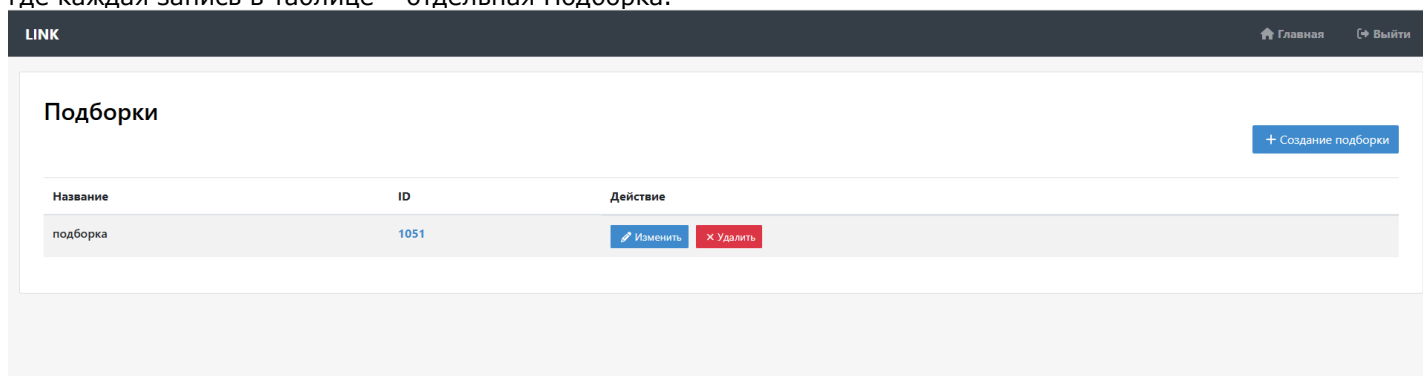 где каждая запись в таблице – отдельная Подборка.
LINK Главная Выйти
Подборки
+ Создание подборки
Название ID Действие
подборка 1051 Изменить × Удалить